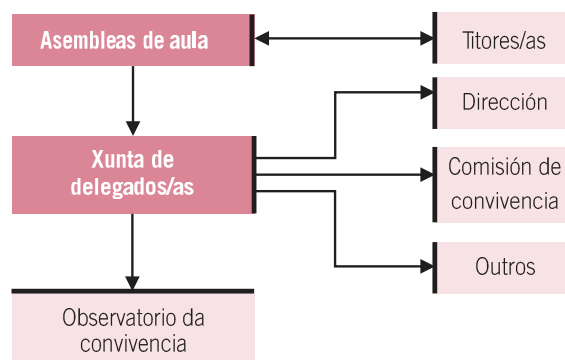 Asembleas de aula
Titores/as
Dirección
Xunta de
delegados/as
Comisión de
convivencia
Outros
Observatorio da
convivencia